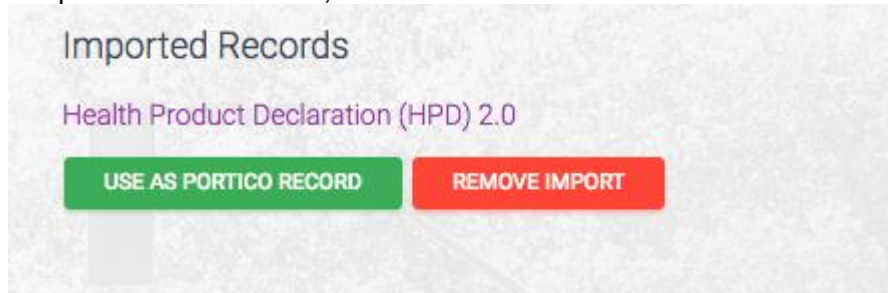 Imported Records
Health Product Declaration (HPD) 2.0
USE AS PORTICO RECORD REMOVE IMPORT